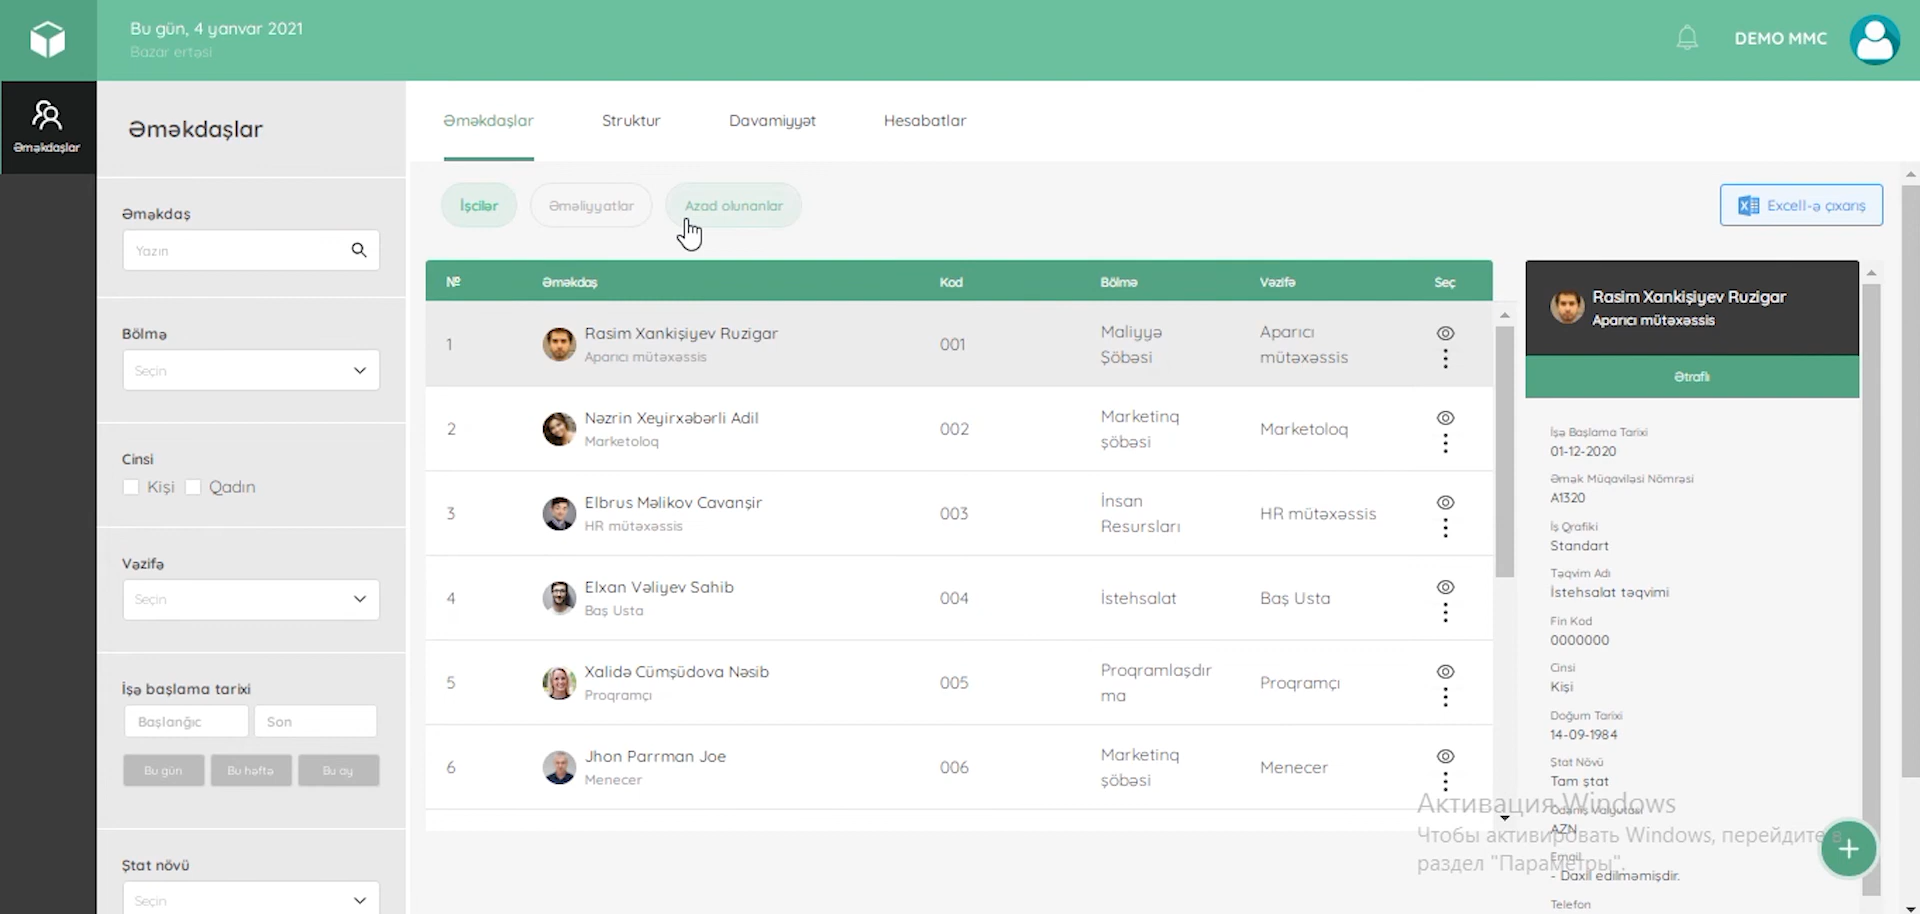 Bu gün, 4 yanvar 2021
Bazar ertəsi
DEMO MMC
Əməkdaşlar
Əməkdaşlar
Əməkdaşlar
Struktur
Davamiyyət
Hesabatlar
İşçilər
Əməliyyatlar
Azad olunanlar
Excell-ə çıxarış
Əməkdaş
Yazın
Bölmə
Seçin
Cinsi
Kişi
Qadın
Vəzifə
Seçin
İşə başlama tarixi
Başlanğıc
Son
Bu gün
Bu həftə
Bu ay
Ştat növü
Seçin
№ Əməkdaş Kod Bölmə Vəzifə Seç
1 Rasim Xankişiyev Ruzigar 001 Maliyyə Aparıcı
Aparıcı mütəxəssis Şöbəsi mütəxəssis
2 Nəzrin Xeyirxəbərli Adil 002 Marketinq Marketoloq
Marketoloq şöbəsi
3 Elbrus Məlikov Cavanşir 003 İnsan HR mütəxəssis
HR mütəxəssis Resursları
4 Elxan Vəliyev Sahib 004 İstehsalat Baş Usta
Baş Usta
5 Xalidə Cümşüdova Nəsib 005 Proqramlaşdır Proqramçı
Proqramçı ma
6 Jhon Parrman Joe 006 Marketinq Menecer
Menecer şöbəsi
Rasim Xankişiyev Ruzigar
Aparıcı mütəxəssis
Ətraflı
İşə Başlama Tarixi
01-12-2020
Əmək Müqaviləsi Nömrəsi
A1320
İş Qrafiki
Standart
Təqvim Adı
İstehsalat təqvimi
Fin Kod
0000000
Cinsi
Kişi
Doğum Tarixi
14-09-1984
Ştat Növü
Tam ştat
Ödəniş Valyutası
AZN
Email
- Daxil edilməmişdir.
Telefon
Активация Windows
Чтобы активировать Windows, перейдите в
раздел "Параметры".